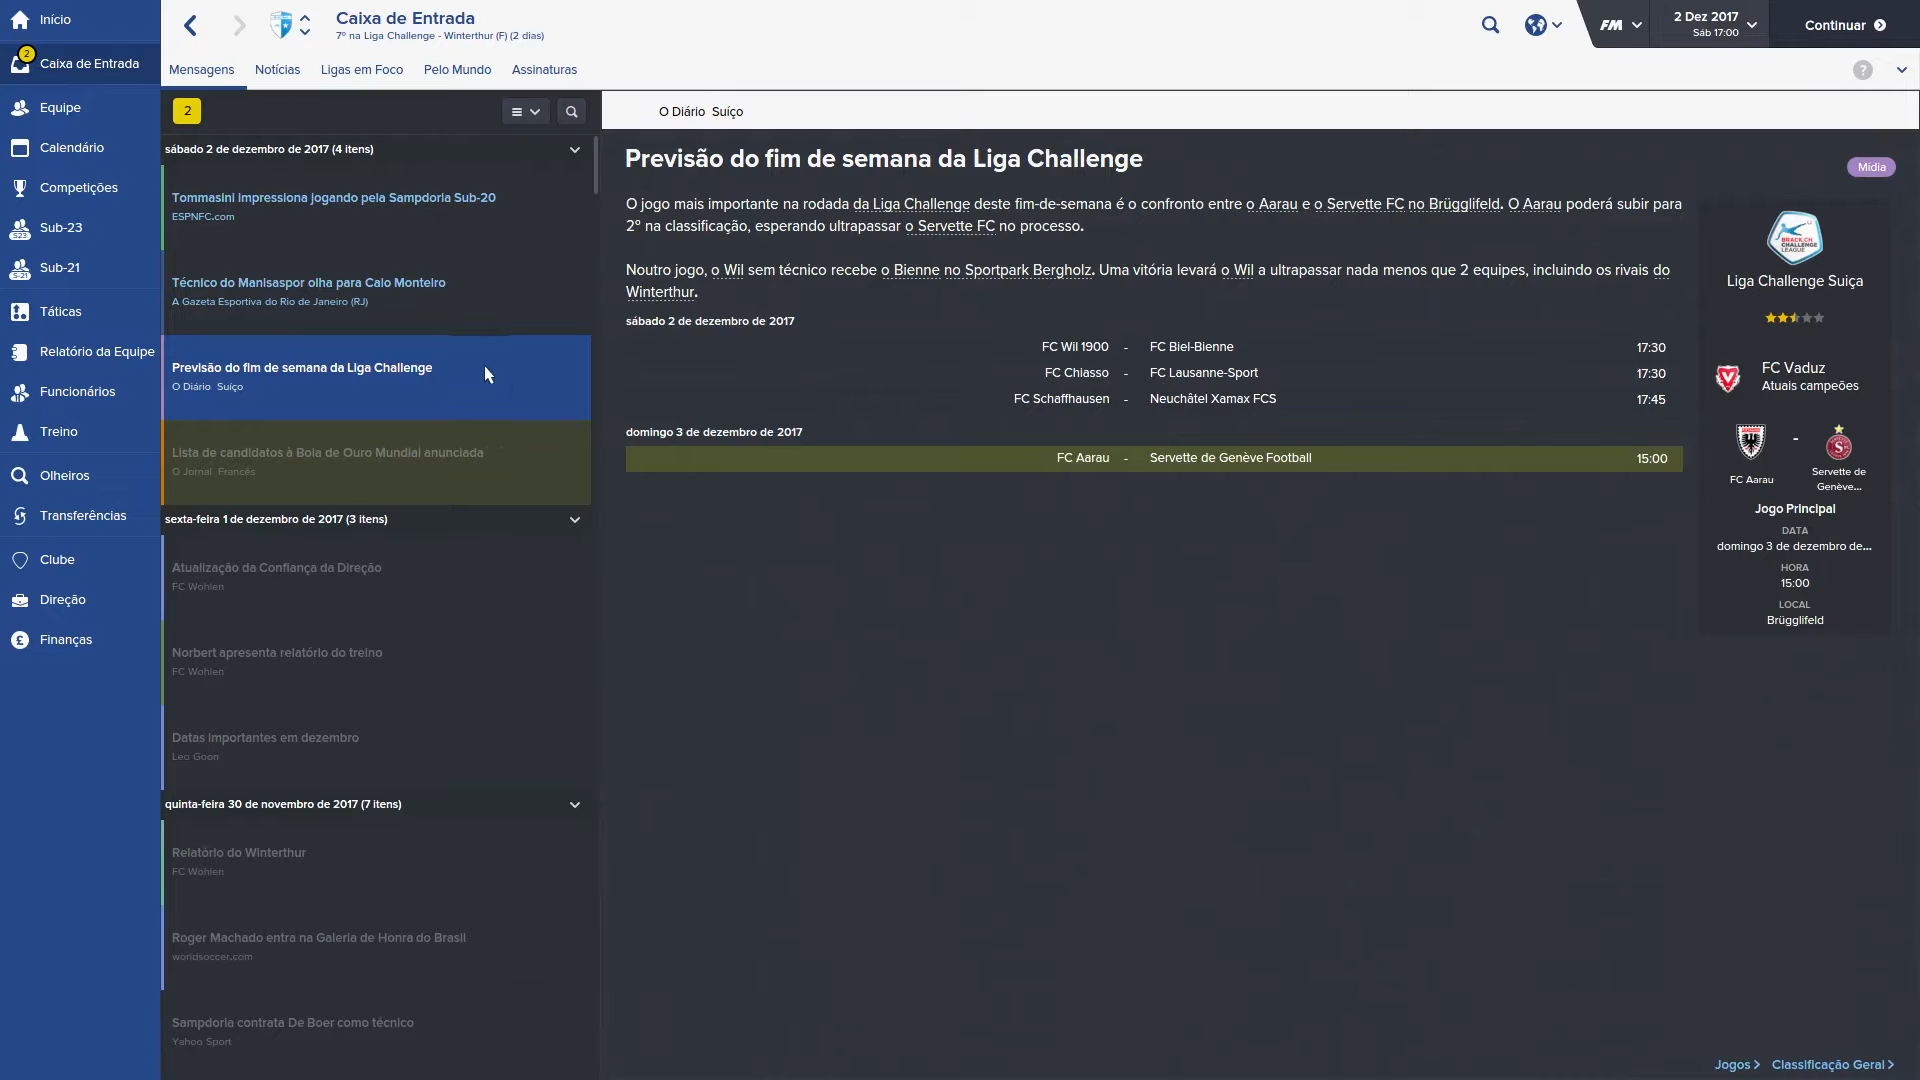 Início
2
Caixa de Entrada
Equipe
Calendário
Competições
Sub-23
Sub-21
Táticas
Relatório da Equipe
Funcionários
Treino
Olheiros
Transferências
Clube
Direção
Finanças
Caixa de Entrada
7º na Liga Challenge - Winterthur (F) (2 dias)
FM
2 Dez 2017
Sáb 17:00
Continuar
Mensagens Notícias Ligas em Foco Pelo Mundo Assinaturas
?
2
sábado 2 de dezembro de 2017 (4 itens)
Tommasini impressiona jogando pela Sampdoria Sub-20
ESPNFC.com
Técnico do Manisaspor olha para Caio Monteiro
A Gazeta Esportiva do Rio de Janeiro (RJ)
Previsão do fim de semana da Liga Challenge
O Diário Suíço
Lista de candidatos à Bola de Ouro Mundial anunciada
O Jornal Francês
sexta-feira 1 de dezembro de 2017 (3 itens)
Atualização da Confiança da Direção
FC Wohlen
Norbert apresenta relatório do treino
FC Wohlen
Datas importantes em dezembro
Leo Goon
quinta-feira 30 de novembro de 2017 (7 itens)
Relatório do Winterthur
FC Wohlen
Roger Machado entra na Galeria de Honra do Brasil
worldsoccer.com
Sampdoria contrata De Boer como técnico
Yahoo Sport
O Diário Suíço
Previsão do fim de semana da Liga Challenge
Mídia
O jogo mais importante na rodada da Liga Challenge deste fim-de-semana é o confronto entre o Aarau e o Servette FC no Brügglifeld. O Aarau poderá subir para
2º na classificação, esperando ultrapassar o Servette FC no processo.
Noutro jogo, o Wil sem técnico recebe o Bienne no Sportpark Bergholz. Uma vitória levará o Wil a ultrapassar nada menos que 2 equipes, incluindo os rivais do
Winterthur.
sábado 2 de dezembro de 2017
FC Wil 1900 - FC Biel-Bienne 17:30
FC Chiasso - FC Lausanne-Sport 17:30
FC Schaffhausen - Neuchâtel Xamax FCS 17:45
domingo 3 de dezembro de 2017
FC Aarau - Servette de Genève Football 15:00
BRACK.CH
CHALLENGE
LEAGUE
Liga Challenge Suíça
FC Vaduz
Atuais campeões
-
FC Aarau
Servette de
Genève...
Jogo Principal
DATA
domingo 3 de dezembro de...
HORA
15:00
LOCAL
Brügglifeld
Jogos Classificação Geral